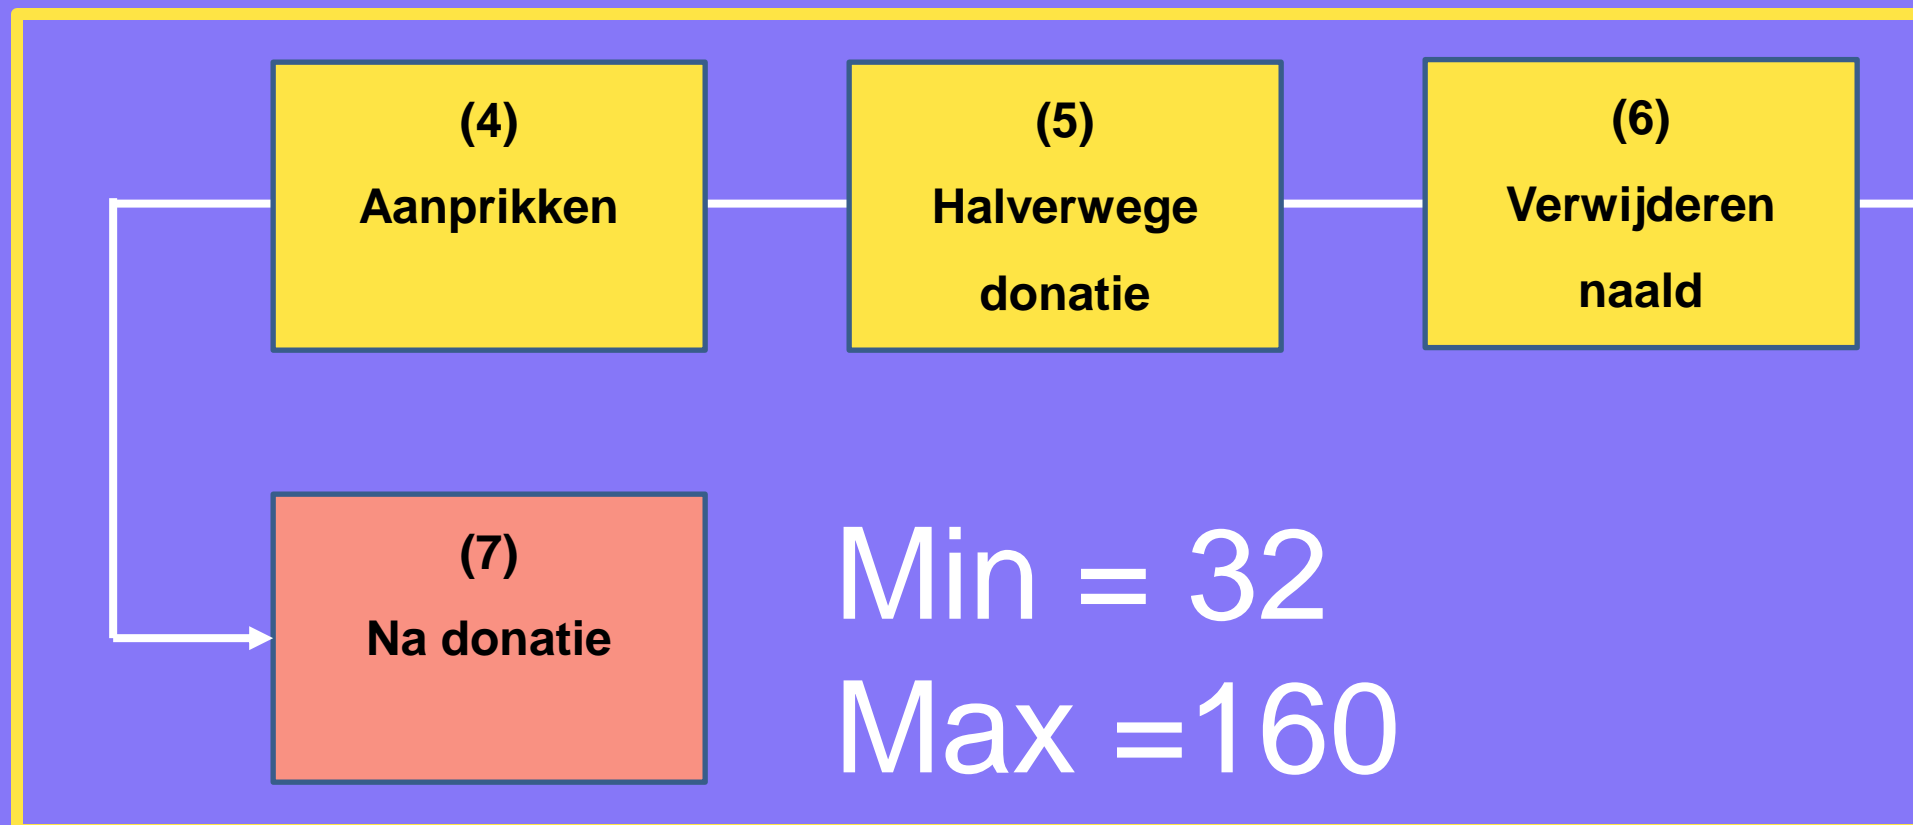 (4)
Aanprikken
(5)
Halverwege
donatie
(6)
Verwijderen
naald
(7)
Na donatie
Min = 32
Max =160